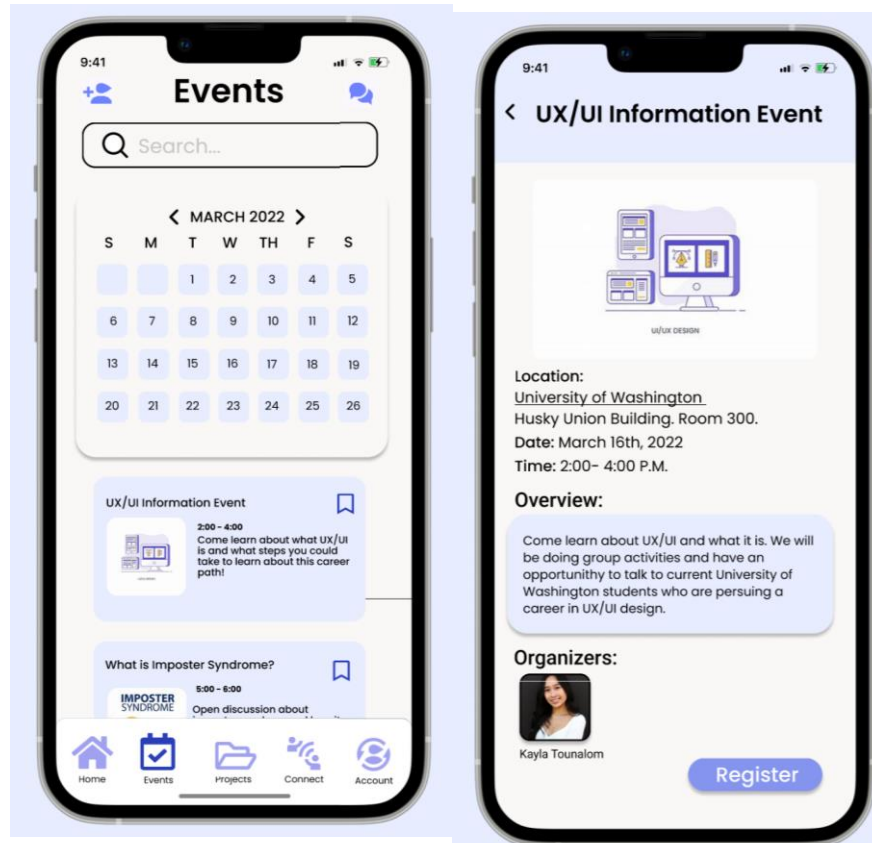 9:41
Events
Search...
MARCH 2022
S M T W TH F S
1 2 3 4 5
6 7 8 9 10 11 12
13 14 15 16 17 18 19
20 21 22 23 24 25 26
UX/UI Information Event
2:00 - 4:00
Come learn about what UX/UI
is and what steps you could
take to learn about this career
path!
What is Imposter Syndrome?
IMPOSTER
SYNDROME
5:00 - 6:00
Open discussion about
Home Events Projects Connect Account
9:41
UX/UI Information Event
UI/UX DESIGN
Location:
University of Washington
Husky Union Building. Room 300.
Date: March 16th, 2022
Time: 2:00- 4:00 P.M.
Overview:
Come learn about UX/UI and what it is. We will
be doing group activities and have an
opportunithy to talk to current University of
Washington students who are persuing a
career in UX/UI design.
Organizers:
Kayla Tounalom
Register